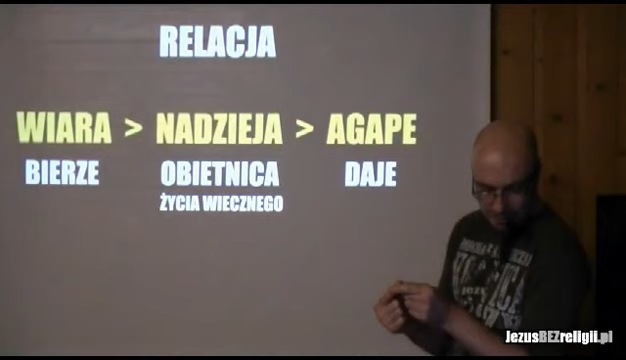 RELACJA
WIARA > NADZIEJA > AGAPE
BIERZE OBIETNICA DAJE
ŻYCIA WIECZNEGO
JezusBEZreligii.pl